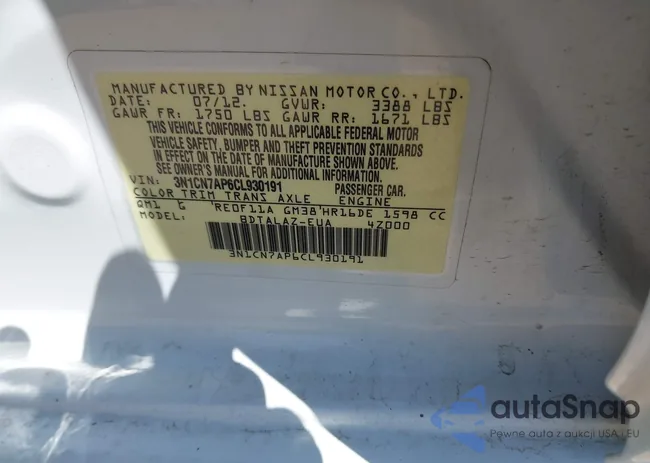 MANUFACTURED BY NISSAN MOTOR CO., LTD.
DATE: 07/12. GVWR: 3388 LBS
GAWR FR: 1750 LBS GAWR RR: 1671 LBS
THIS VEHICLE CONFORMS TO ALL APPLICABLE FEDERAL MOTOR
VEHICLE SAFETY, BUMPER, AND THEFT PREVENTION STANDARDS
IN EFFECT ON THE DATE OF MANUFACTURE SHOWN ABOVE.
SEE OWNER'S MANUAL FOR ADDITIONAL INFORMATION.
VIN: 3N1CN7AP6CL930191 PASSENGER CAR.
COLOR TRIM TRANS AXLE ENGINE
QM1 G RE0F11A GM38 HR16DE 1598 CC
MODEL: BDTALAZ-EUA 4Z000
3N1CN7AP6CL930191
autoSnap
Pewne auto z aukcji USA i EU